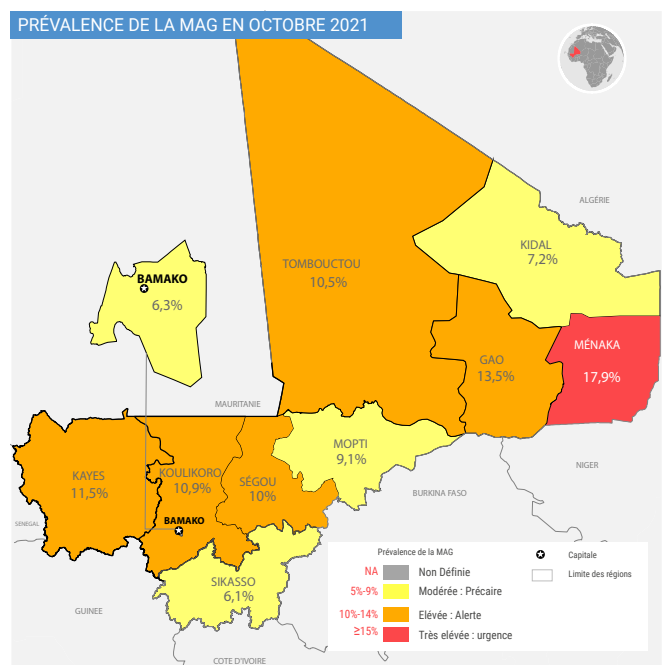 PRÉVALENCE DE LA MAG EN OCTOBRE 2021
ALGÉRIE
KIDAL
7,2%
TOMBOUCTOU
10,5%
BAMAKO
6,3%
MÉNAKA
17,9%
GAO
13,5%
MAURITANIE
MOPTI
9,1%
KAYES
11,5%
KOULIKORO
10,9%
SÉGOU
10%
NIGER
BURKINA FASO
BAMAKO
SENEGAL
SIKASSO
6,1%
GUINEE
COTE D'IVOIRE
Prévalence de la MAG
NA Non Définie
5%-9% Modérée : Précaire
10%-14% Elévée : Alerte
≥15% Très elévée : urgence
Capitale
Limite des régions